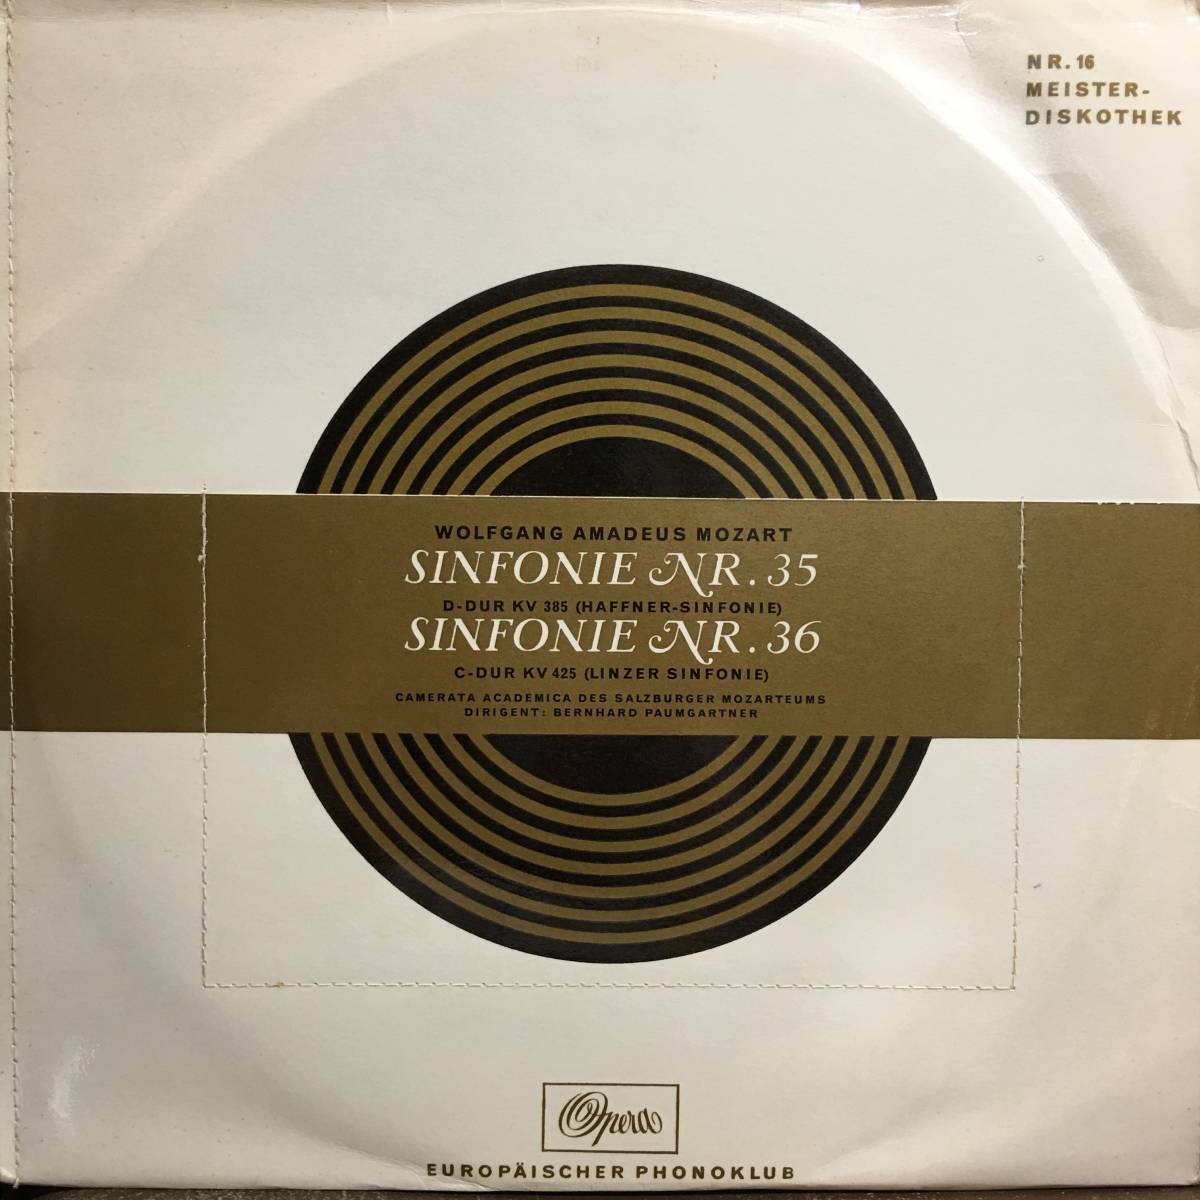 NR. 16
MEISTER-
DISKOTHEK
WOLFGANG AMADEUS MOZART
SINFONIE NR. 35
D-DUR KV 385 (HAFFNER-SINFONIE)
SINFONIE NR. 36
C-DUR KV 425 (LINZER SINFONIE)
CAMERATA ACADEMICA DES SALZBURGER MOZARTEUMS
DIRIGENT: BERNHARD PAUMGARTNER
Opera
EUROPÄISCHER PHONOKLUB